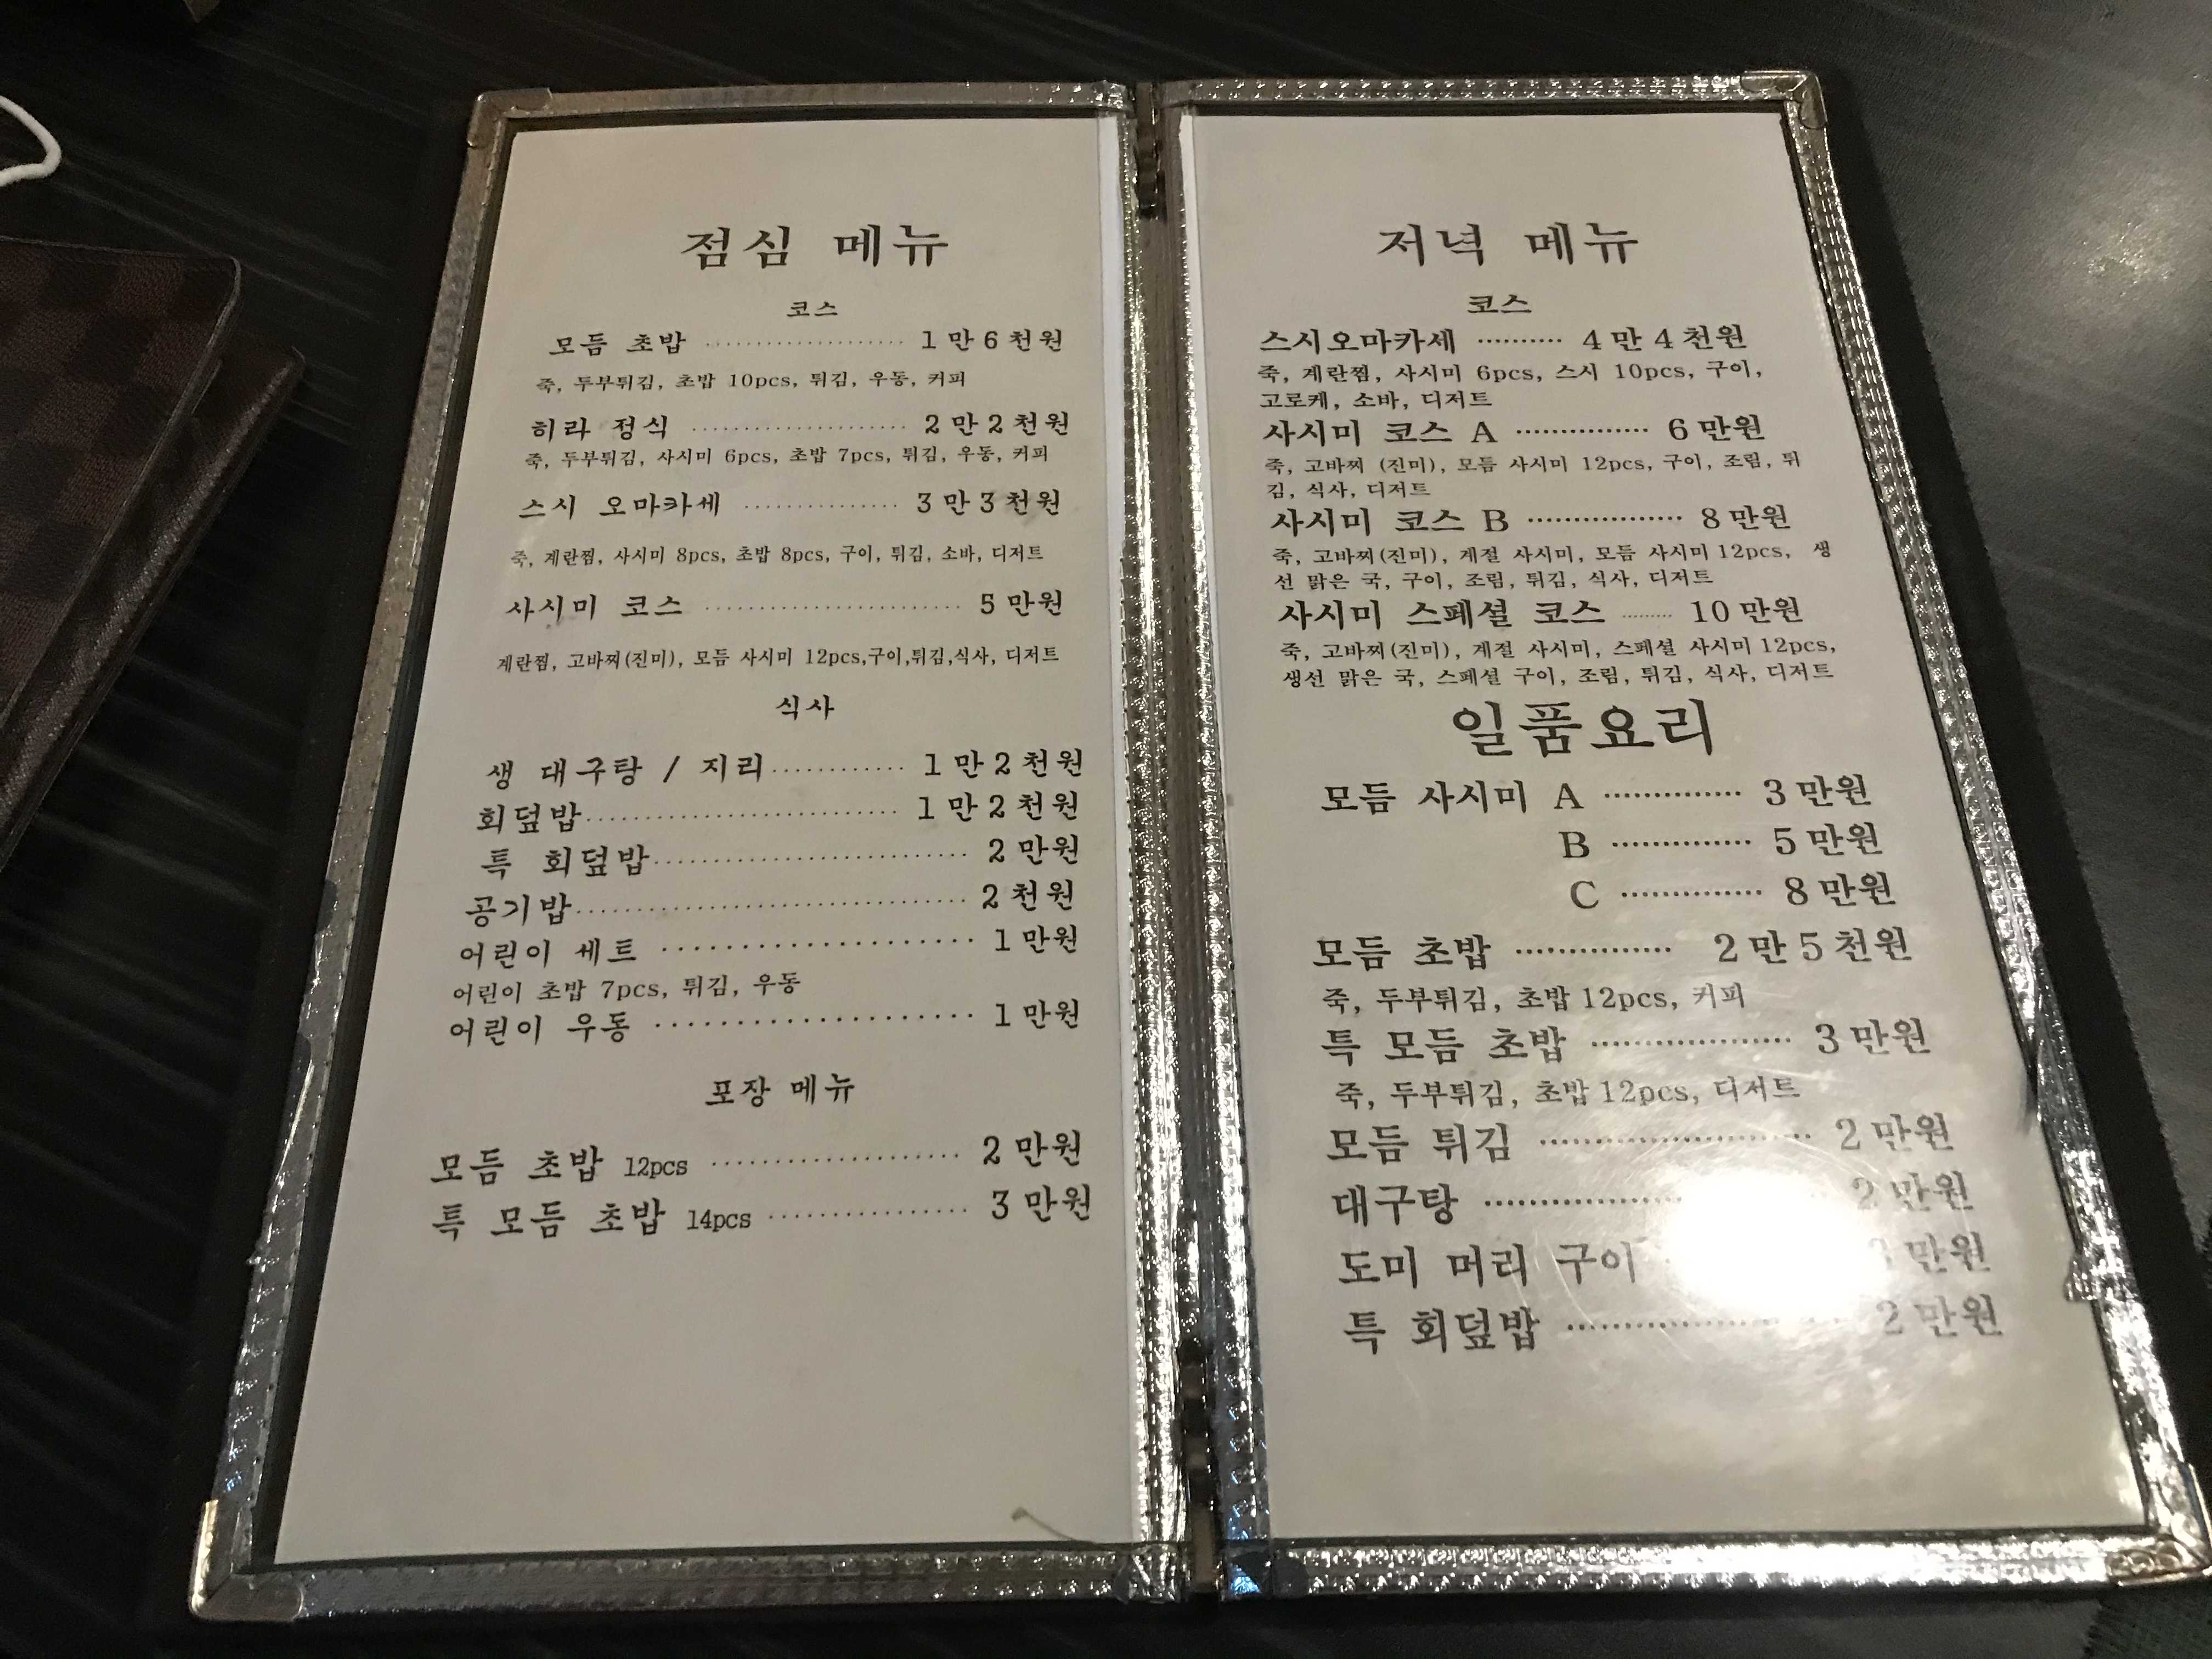 점심 메뉴
코스
모듬 초밥 ···················· 1만6천원
죽, 두부튀김, 초밥 10pcs, 튀김, 우동, 커피
히라 정식 ······················ 2만2천원
죽, 두부튀김, 사시미 6pcs, 초밥 7pcs, 튀김, 우동, 커피
스시 오마카세 ················ 3만3천원
죽, 계란찜, 사시미 8pcs, 초밥 8pcs, 구이, 튀김, 소바, 디저트
사시미 코스 ·························· 5만원
계란찜, 고바찌(진미), 모듬 사시미 12pcs,구이,튀김,식사, 디저트
식사
생 대구탕 / 지리············ 1만2천원
회덮밥·························· 1만2천원
특 회덮밥·························· 2만원
공기밥································ 2천원
어린이 세트 ····················· 1만원
어린이 초밥 7pcs, 튀김, 우동
어린이 우동 ····················· 1만원
포장 메뉴
모듬 초밥 12pcs ···················· 2만원
특 모듬 초밥 14pcs ················ 3만원
저녁 메뉴
코스
스시오마카세 ·········· 4만4천원
죽, 계란찜, 사시미 6pcs, 스시 10pcs, 구이,
고로케, 소바, 디저트
사시미 코스 A ··············· 6만원
죽, 고바찌 (진미), 모듬 사시미 12pcs, 구이, 조림, 튀
김, 식사, 디저트
사시미 코스 B ················· 8만원
죽, 고바찌(진미), 계절 사시미, 모듬 사시미 12pcs, 생
선 맑은 국, 구이, 조림, 튀김, 식사, 디저트
사시미 스페셜 코스 ········· 10만원
죽, 고바찌(진미), 계절 사시미, 스페셜 사시미 12pcs,
생선 맑은 국, 스페셜 구이, 조림, 튀김, 식사, 디저트
일품요리
모듬 사시미 A ·············· 3만원
B ·············· 5만원
C ·············· 8만원
모듬 초밥 ··············· 2만5천원
죽, 두부튀김, 초밥 12pcs, 커피
특 모듬 초밥 ···················· 3만원
죽, 두부튀김, 초밥 12pcs, 디저트
모듬 튀김 ··························· 2만원
대구탕 ···················· 2만원
도미 머리 구이 만원
특 회덮밥 ···························· 2만원